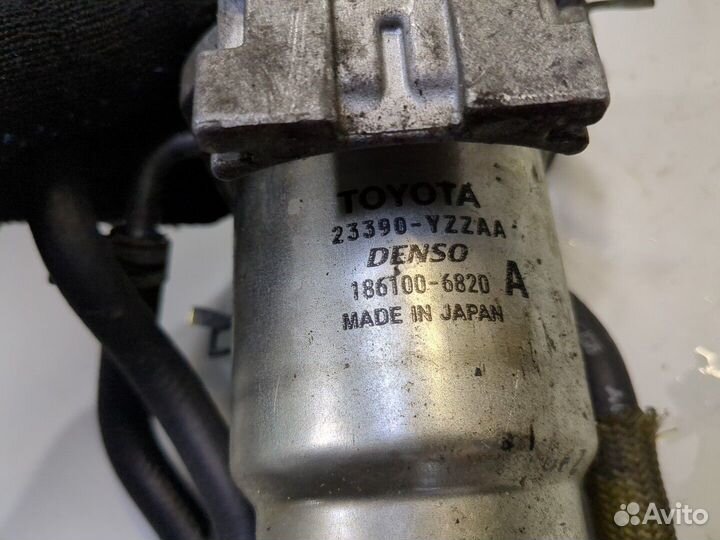 TOYOTA
23390-YZZAA
DENSO
186100-6820 A
MADE IN JAPAN
Avito